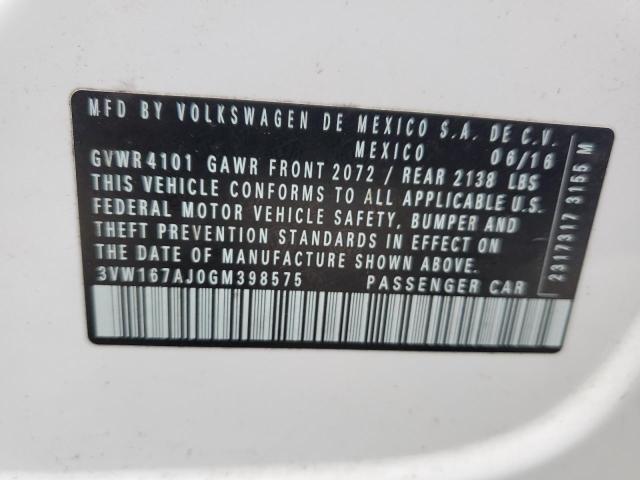 MFD BY VOLKSWAGEN DE MEXICO S.A. DE C.V.
MEXICO 06/16
GVWR 4101 GAWR FRONT 2072 / REAR 2138 LBS
THIS VEHICLE CONFORMS TO ALL APPLICABLE U.S.
FEDERAL MOTOR VEHICLE SAFETY, BUMPER AND
THEFT PREVENTION STANDARDS IN EFFECT ON
THE DATE OF MANUFACTURE SHOWN ABOVE.
3VW167AJ0GM398575 PASSENGER CAR
2317317 3155 M